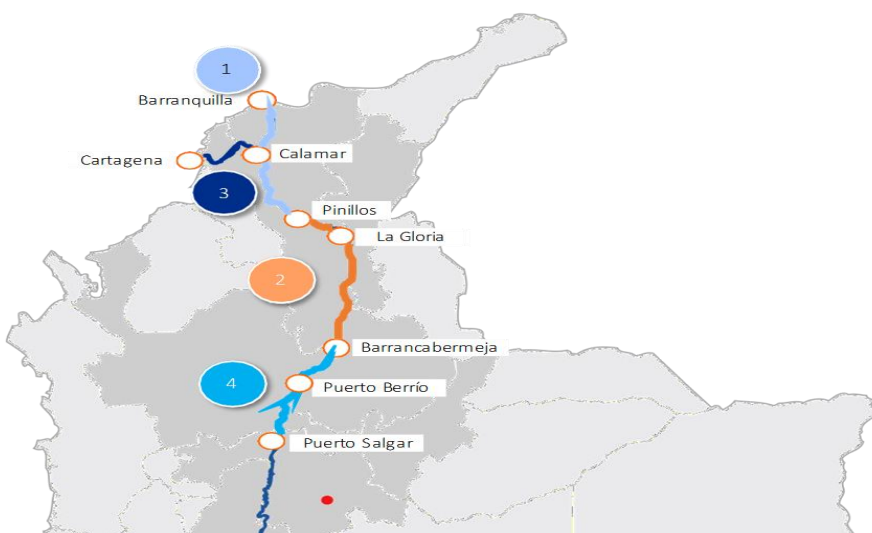 1
Barranquilla
Calamar
Cartagena
3
Pinillos
La Gloria
2
Barrancabermeja
4
Puerto Berrío
Puerto Salgar